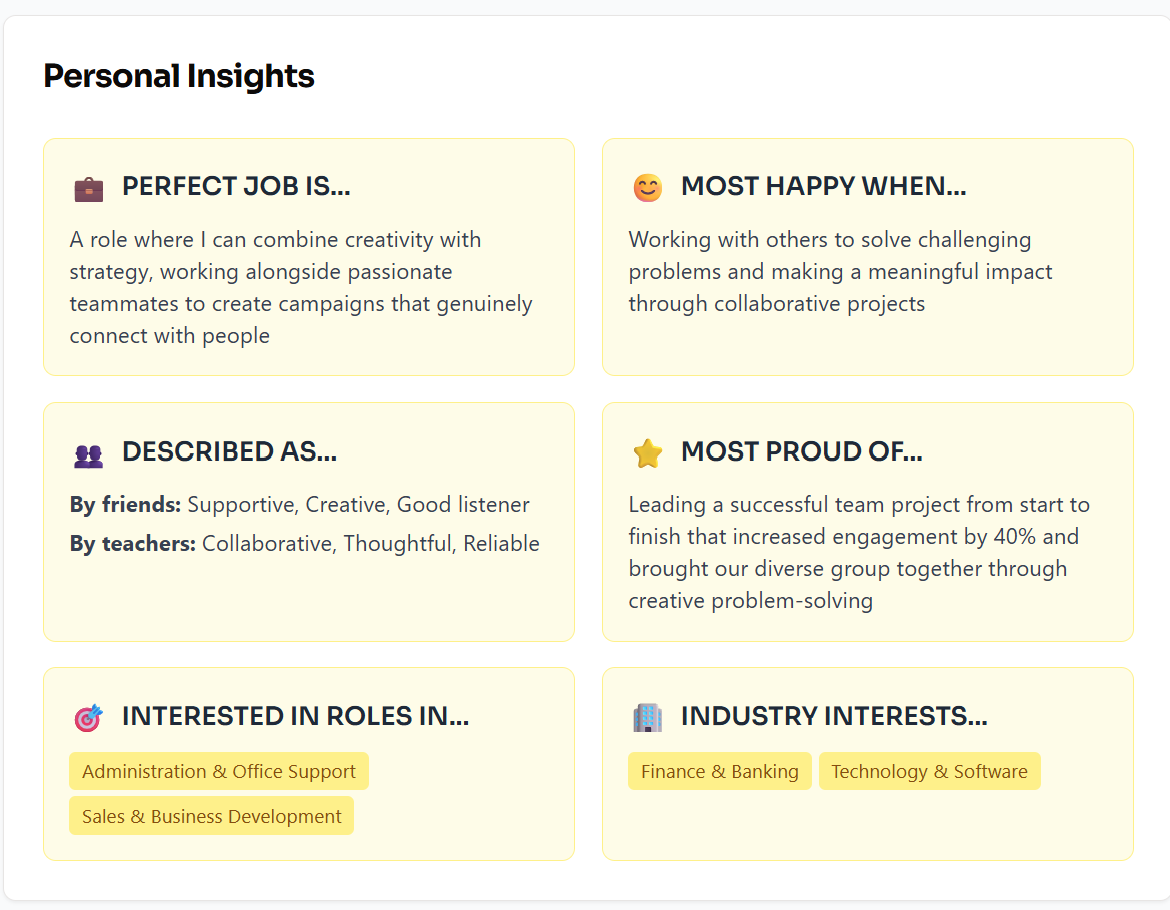 Personal Insights
PERFECT JOB IS...
A role where I can combine creativity with
strategy, working alongside passionate
teammates to create campaigns that genuinely
connect with people
MOST HAPPY WHEN...
Working with others to solve challenging
problems and making a meaningful impact
through collaborative projects
DESCRIBED AS...
By friends: Supportive, Creative, Good listener
By teachers: Collaborative, Thoughtful, Reliable
MOST PROUD OF...
Leading a successful team project from start to
finish that increased engagement by 40% and
brought our diverse group together through
creative problem-solving
INTERESTED IN ROLES IN...
Administration & Office Support
Sales & Business Development
INDUSTRY INTERESTS...
Finance & Banking
Technology & Software